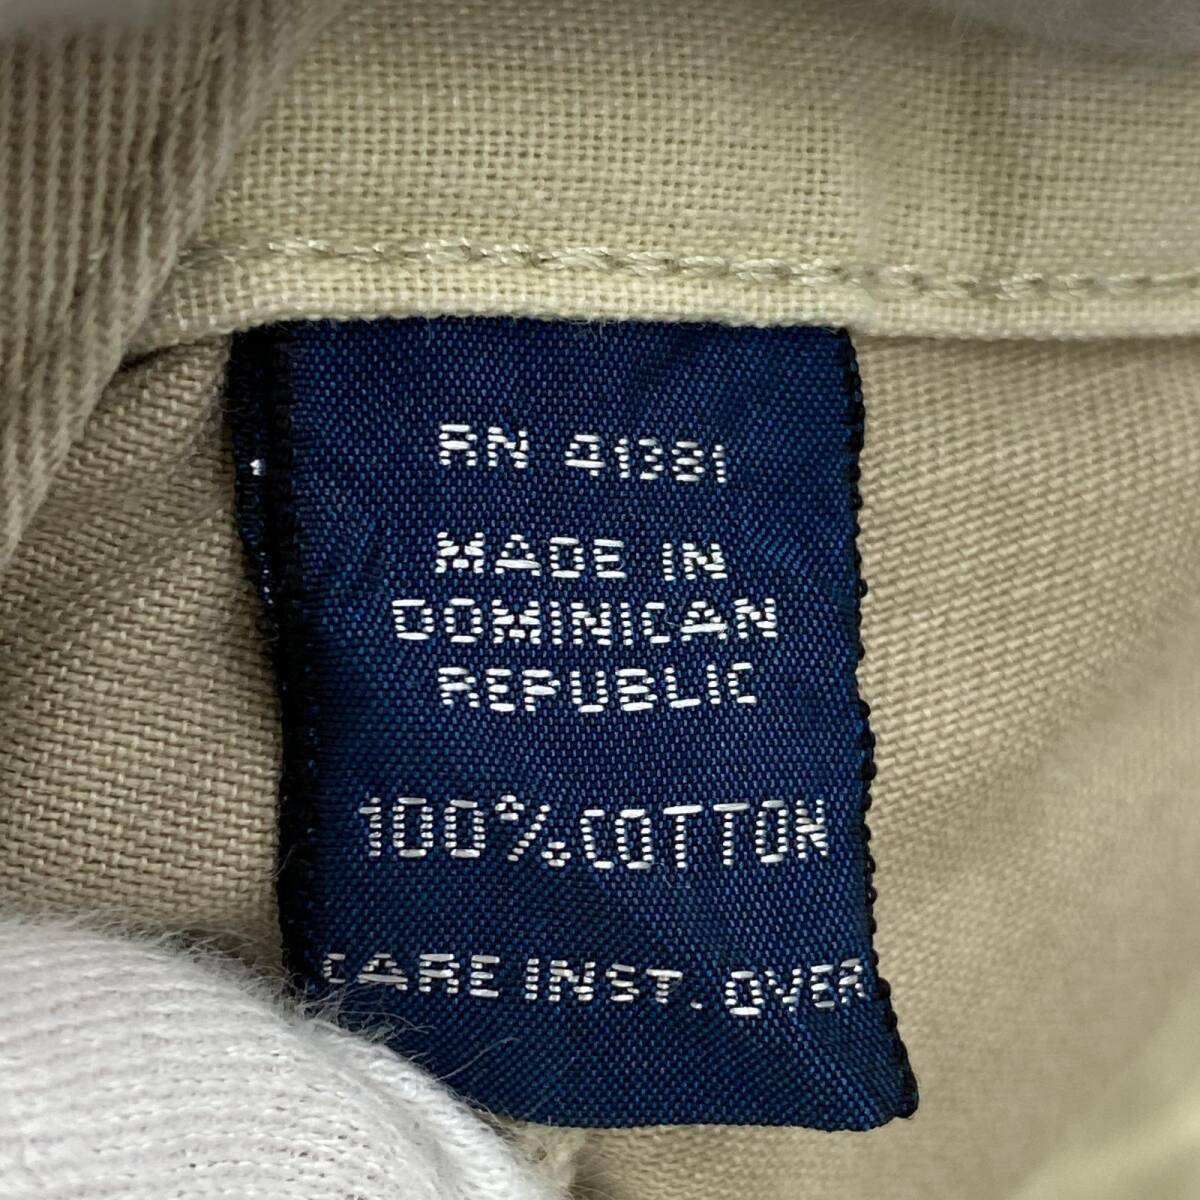 RN 41381
MADE IN
DOMINICAN
REPUBLIC
100% COTTON
CARE INST. OVER